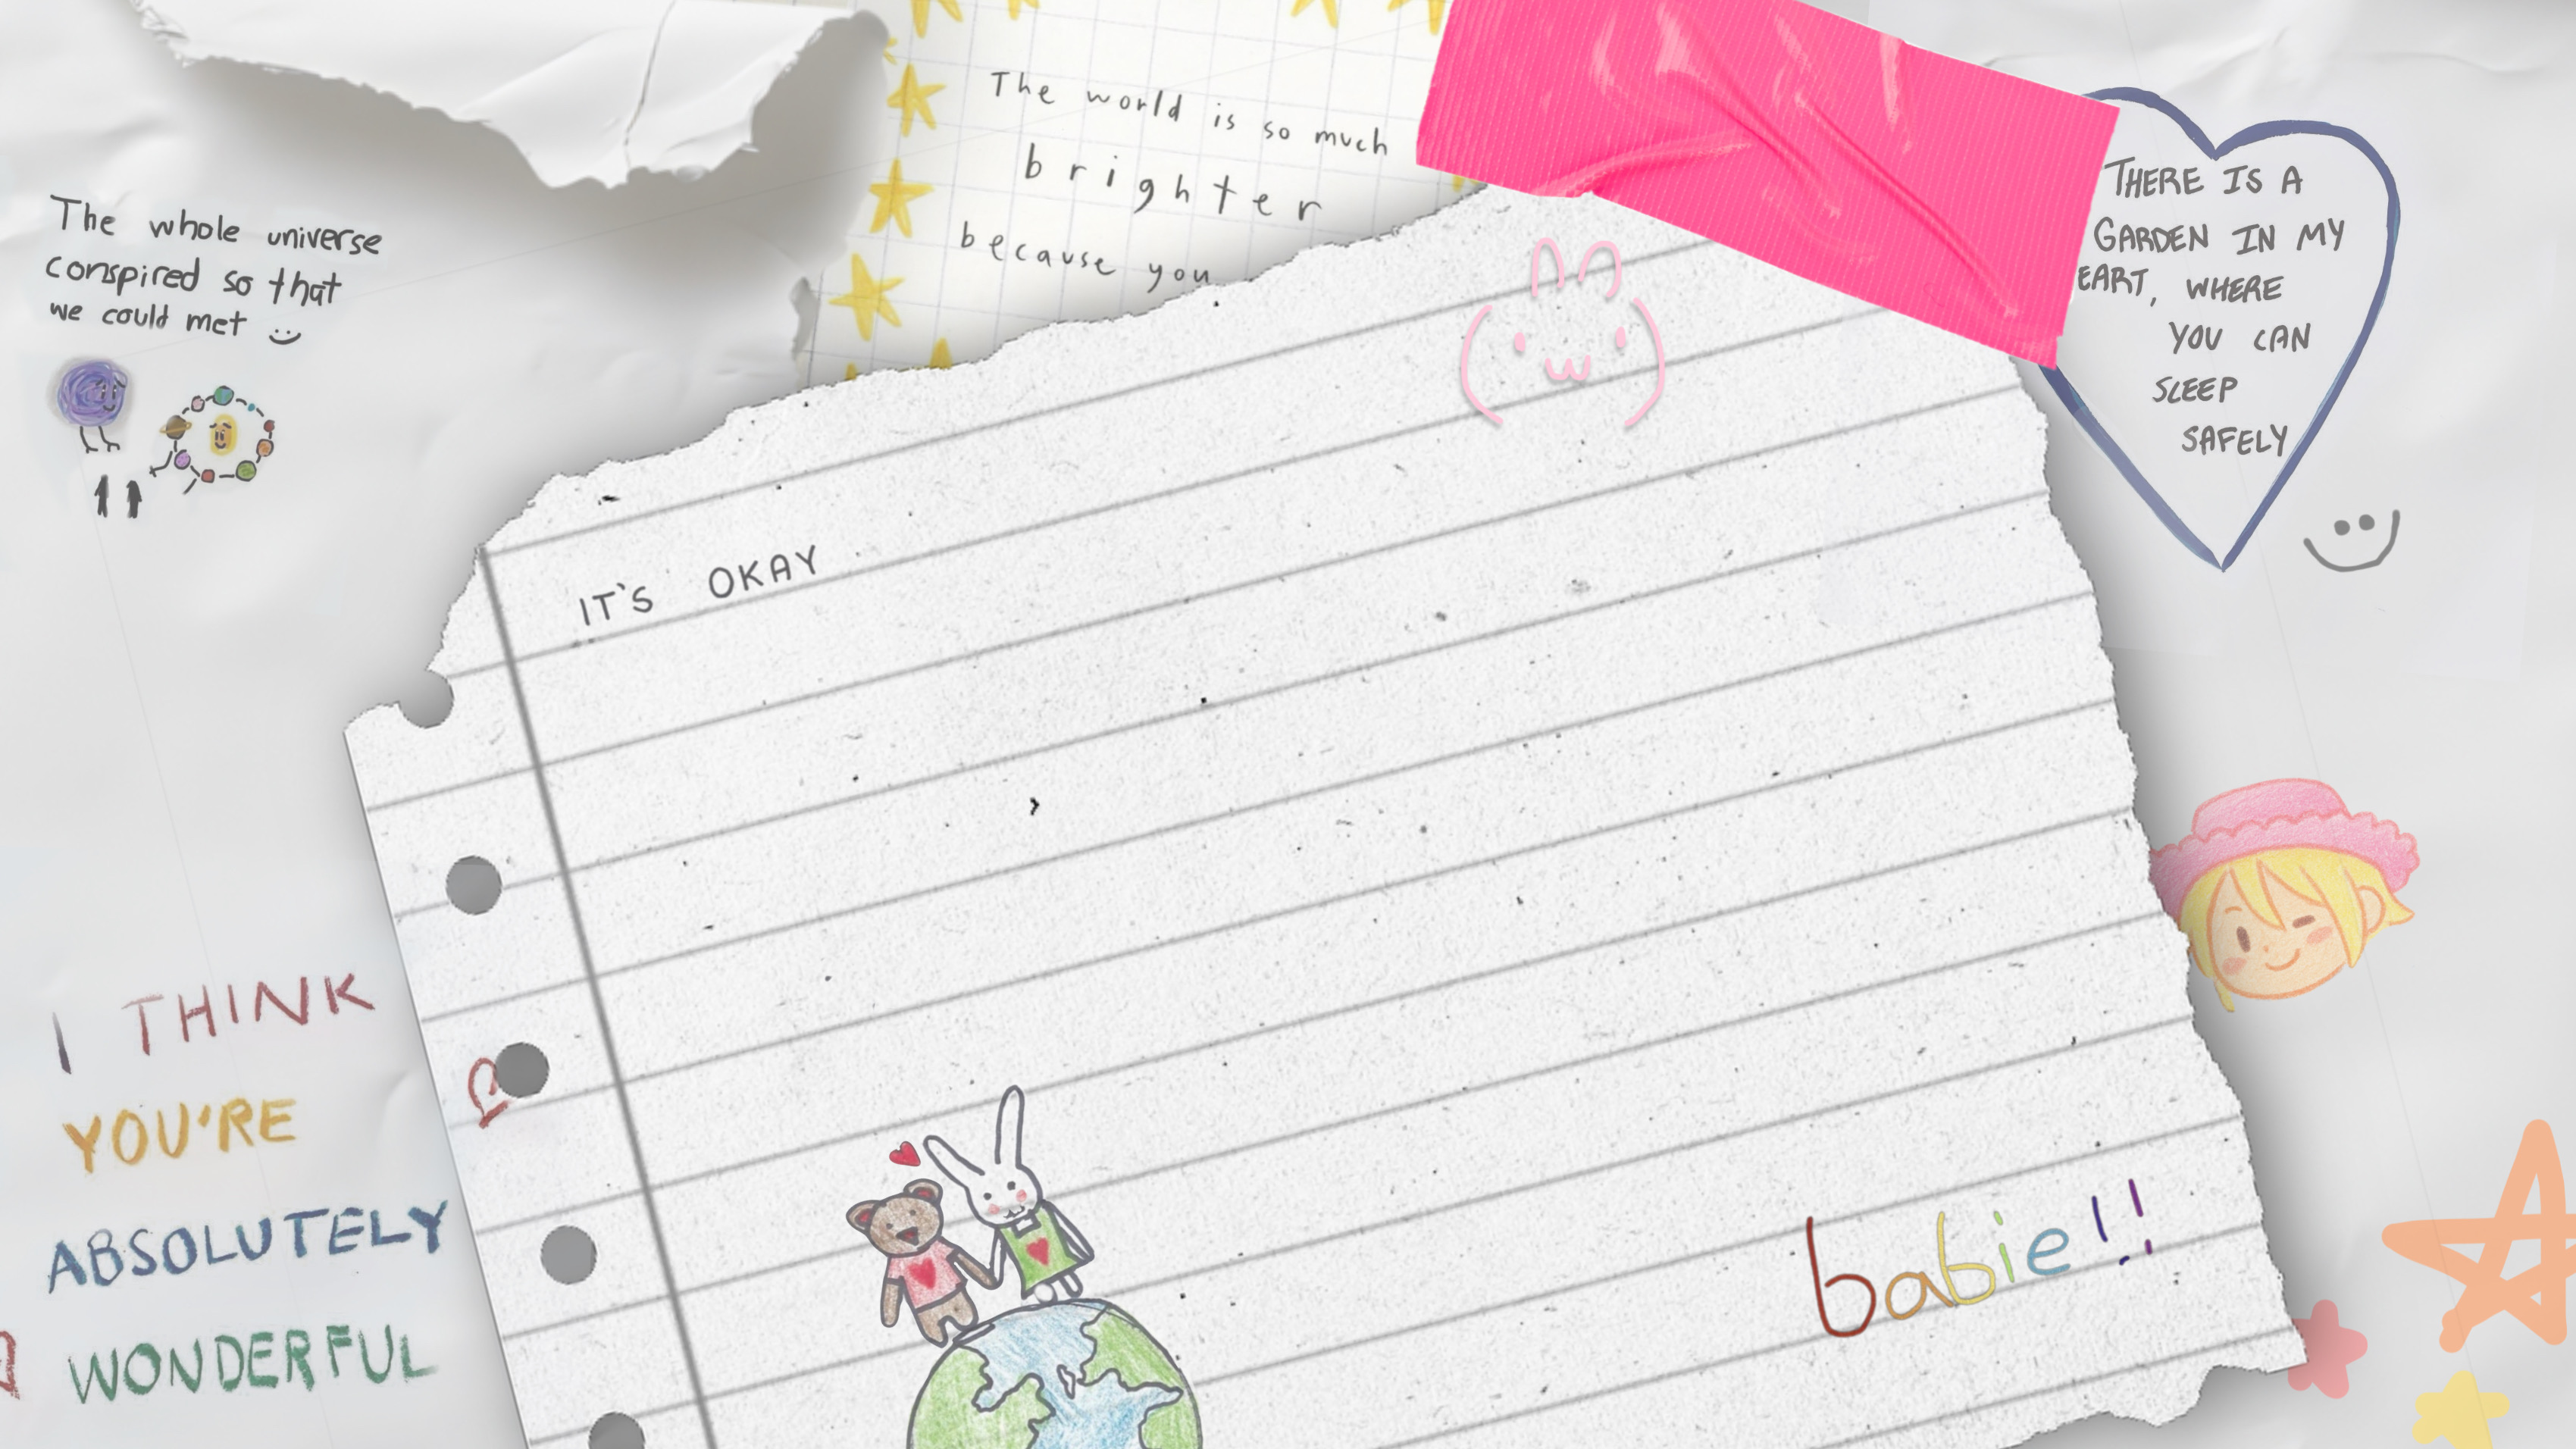 The whole universe
conspired so that
we could met
The world is so much
brighter
because you
THERE IS A
GARDEN IN MY
EART, WHERE
YOU CAN
SLEEP
SAFELY
IT'S OKAY
I THINK
YOU'RE
ABSOLUTELY
WONDERFUL
babie!!